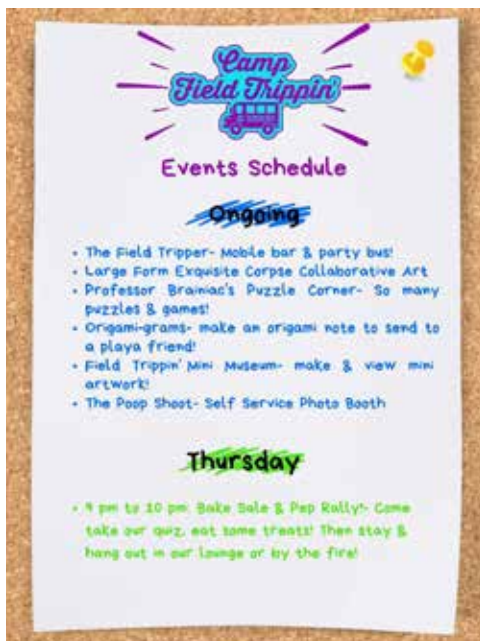 Camp
Field Trippin'
Events Schedule
Ongoing
• The Field Tripper- Mobile bar & party bus!
• Large Form Exquisite Corpse Collaborative Art
• Professor Brainiac's Puzzle Corner- So many
puzzles & games!
• Origami-grams- make an origami note to send to
a playa friend!
• Field Trippin' Mini Museum- make & view mini
artwork!
• The Poop Shoot- Self Service Photo Booth
Thursday
• 9 pm to 10 pm: Bake Sale & Pep Rally!- Come
take our quiz, eat some treats! Then stay &
hang out in our lounge or by the fire!